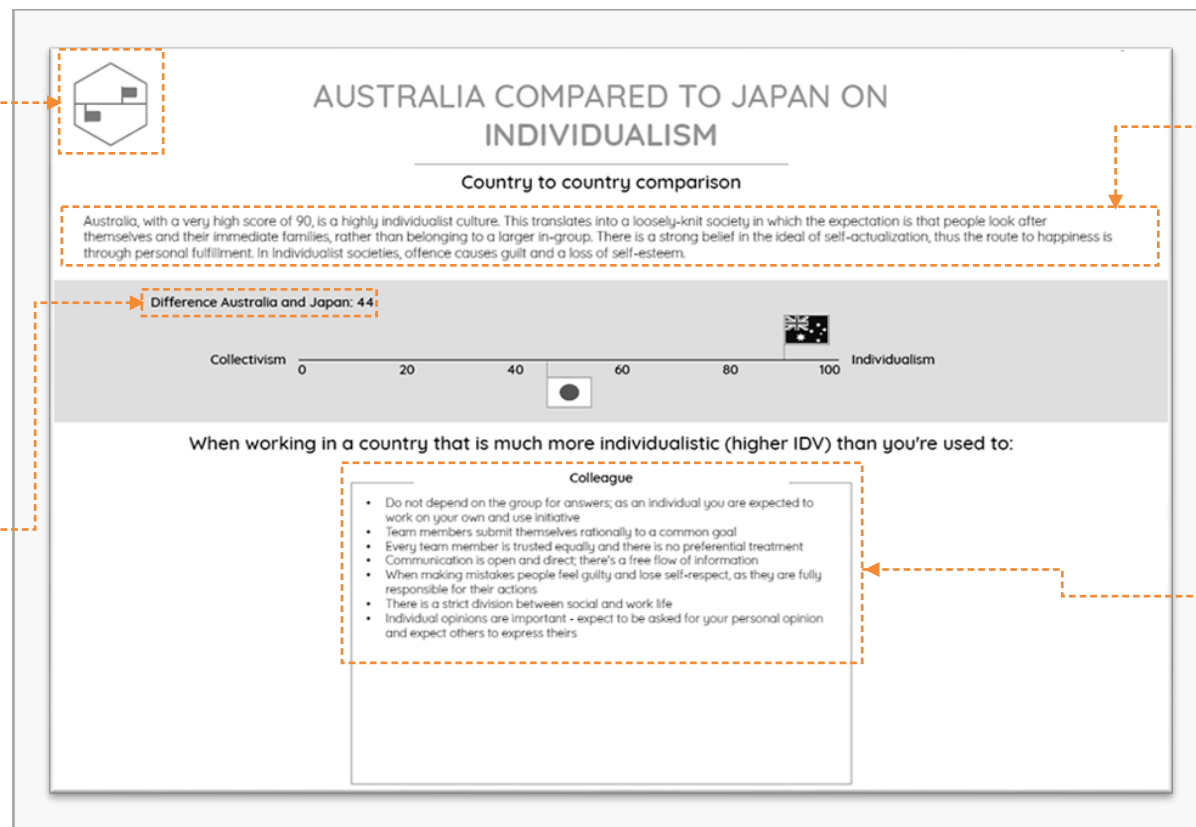 AUSTRALIA COMPARED TO JAPAN ON
INDIVIDUALISM
Country to country comparison
Australia, with a very high score of 90, is a highly individualist culture. This translates into a loosely-knit society in which the expectation is that people look after
themselves and their immediate families, rather than belonging to a larger in-group. There is a strong belief in the ideal of self-actualization, thus the route to happiness is
through personal fulfillment. In Individualist societies, offence causes guilt and a loss of self-esteem.
Difference Australia and Japan: 44
Collectivism
Individualism
0 20 40 60 80 100
When working in a country that is much more individualistic (higher IDV) than you're used to:
Colleague
• Do not depend on the group for answers; as an individual you are expected to
work on your own and use initiative
• Team members submit themselves rationally to a common goal
• Every team member is trusted equally and there is no preferential treatment
• Communication is open and direct; there's a free flow of information
• When making mistakes people feel guilty and lose self-respect, as they are fully
responsible for their actions
• There is a strict division between social and work life
• Individual opinions are important - expect to be asked for your personal opinion
and expect others to express theirs